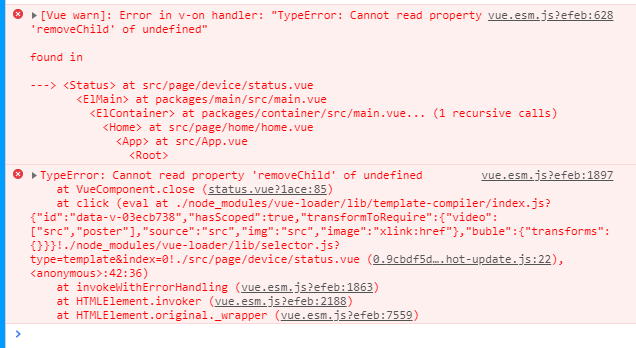 [Vue warn]: Error in v-on handler: "TypeError: Cannot read property vue.esm.js?efeb:628
'removeChild' of undefined"
found in
---> <Status> at src/page/device/status.vue
<ElMain> at packages/main/src/main.vue
<ElContainer> at packages/container/src/main.vue... (1 recursive calls)
<Home> at src/page/home/home.vue
<App> at src/App.vue
<Root>
TypeError: Cannot read property 'removeChild' of undefined vue.esm.js?efeb:1897
at VueComponent.close (status.vue?1ace:85)
at click (eval at ./node_modules/vue-loader/lib/template-compiler/index.js?
{"id":"data-v-03ecb738","hasScoped":true,"transformToRequire":{"video":
["src","poster"],"source":"src","img":"src","image":"xlink:href"},"buble":{"transforms":
{}}}!./node_modules/vue-loader/lib/selector.js?
type=template&index=0!./src/page/device/status.vue (0.9cbdf5d….hot-update.js:22),
<anonymous>:42:36)
at invokeWithErrorHandling (vue.esm.js?efeb:1863)
at HTMLElement.invoker (vue.esm.js?efeb:2188)
at HTMLElement.original._wrapper (vue.esm.js?efeb:7559)